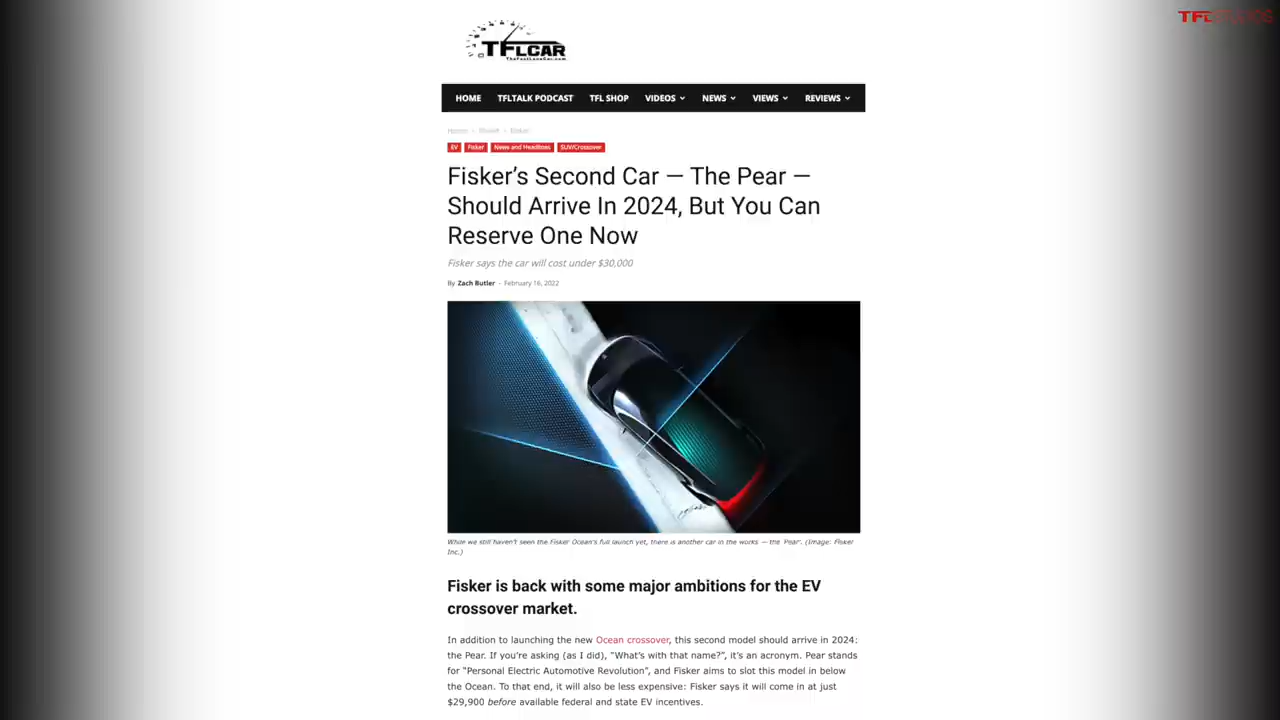 TFLCAR
TheFastLaneCar.com
TFLSTUDIOS
HOME TFLTALK PODCAST TFL SHOP VIDEOS NEWS VIEWS REVIEWS
Home › Brand › Fisker
EV Fisker News and Headlines SUV/Crossover
Fisker’s Second Car — The Pear —
Should Arrive In 2024, But You Can
Reserve One Now
Fisker says the car will cost under $30,000
By Zach Butler - February 16, 2022
While we still haven't seen the Fisker Ocean's full launch yet, there is another car in the works — the 'Pear'. (Image: Fisker
Inc.)
Fisker is back with some major ambitions for the EV
crossover market.
In addition to launching the new Ocean crossover, this second model should arrive in 2024:
the Pear. If you’re asking (as I did), “What’s with that name?”, it’s an acronym. Pear stands
for “Personal Electric Automotive Revolution”, and Fisker aims to slot this model in below
the Ocean. To that end, it will also be less expensive: Fisker says it will come in at just
$29,900 before available federal and state EV incentives.